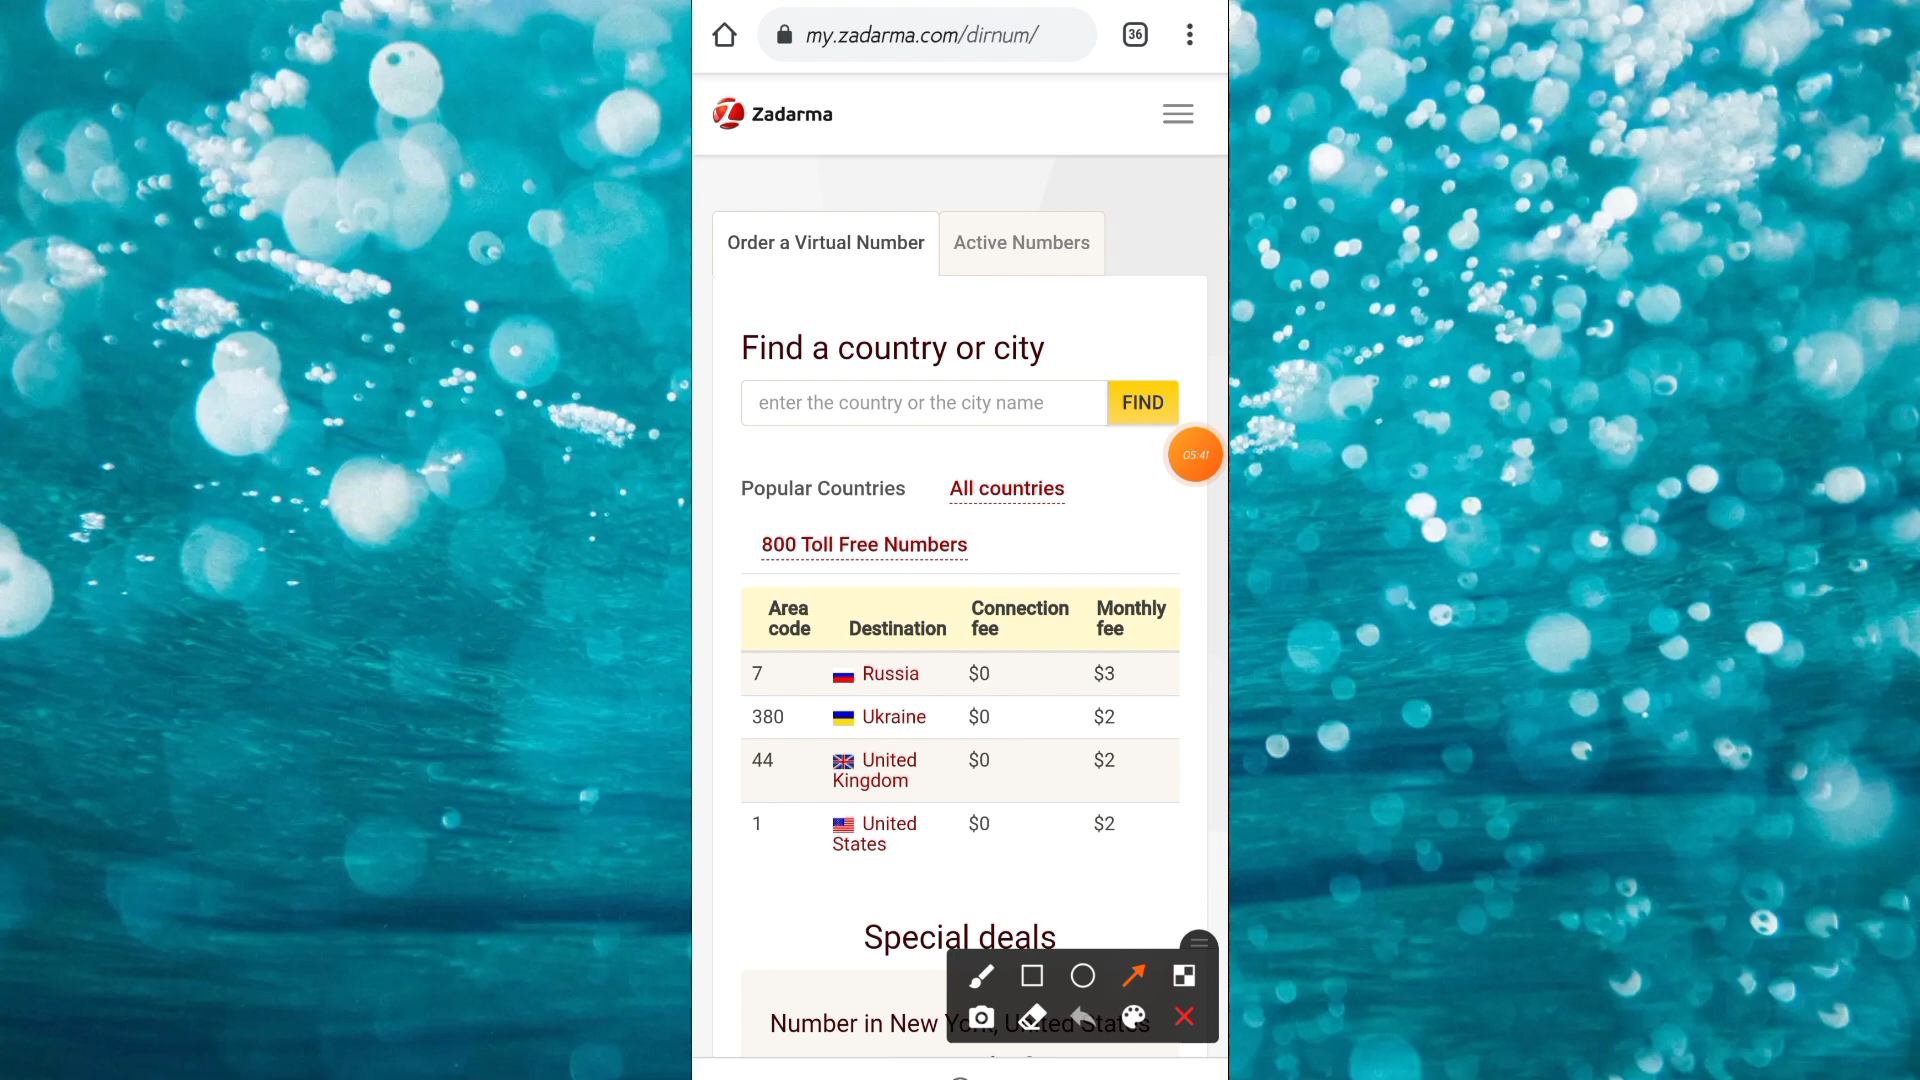 my.zadarma.com/dirnum/
36
Zadarma
Order a Virtual Number
Active Numbers
Find a country or city
enter the country or the city name
FIND
05:41
Popular Countries
All countries
800 Toll Free Numbers
Area code
Destination
Connection fee
Monthly fee
7 Russia $0 $3
380 Ukraine $0 $2
44 United Kingdom $0 $2
1 United States $0 $2
Special deals
Number in New York, United States